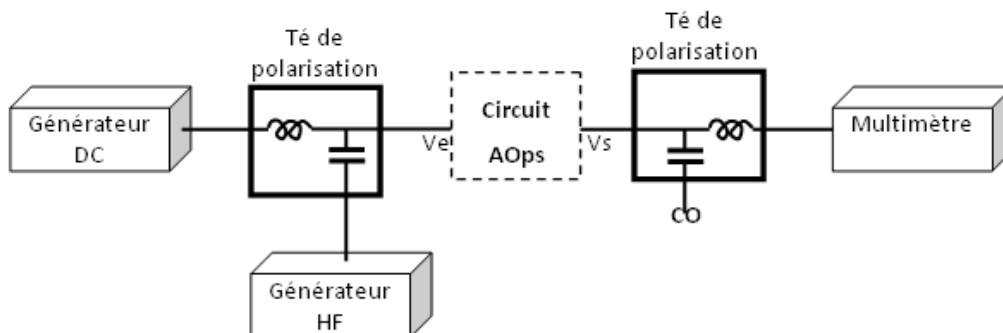 Té de
polarisation
Té de
polarisation
Générateur
DC
Ve
Circuit
AOps
Vs
Multimètre
CO
Générateur
HF